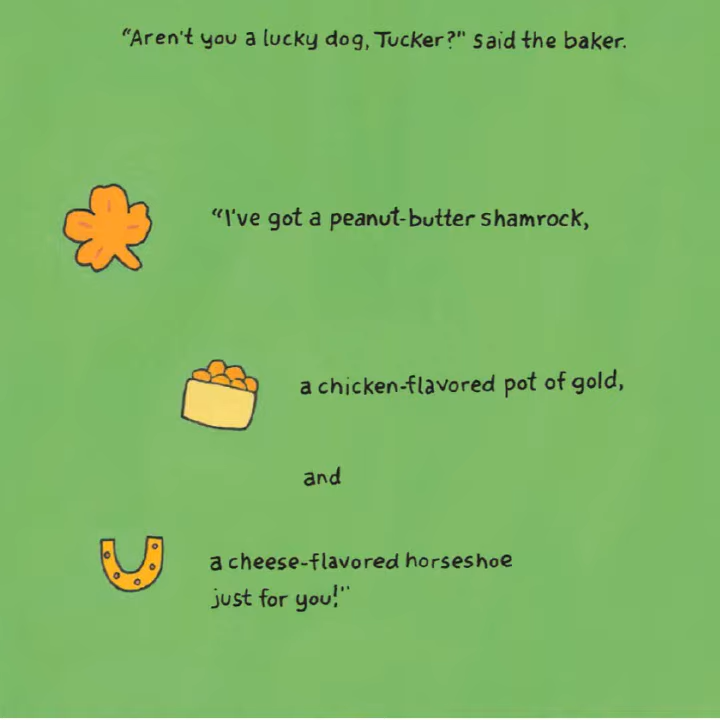 “Aren't you a lucky dog, Tucker?" said the baker.
“I've got a peanut-butter shamrock,
a chicken-flavored pot of gold,
and
a cheese-flavored horseshoe
just for you!"